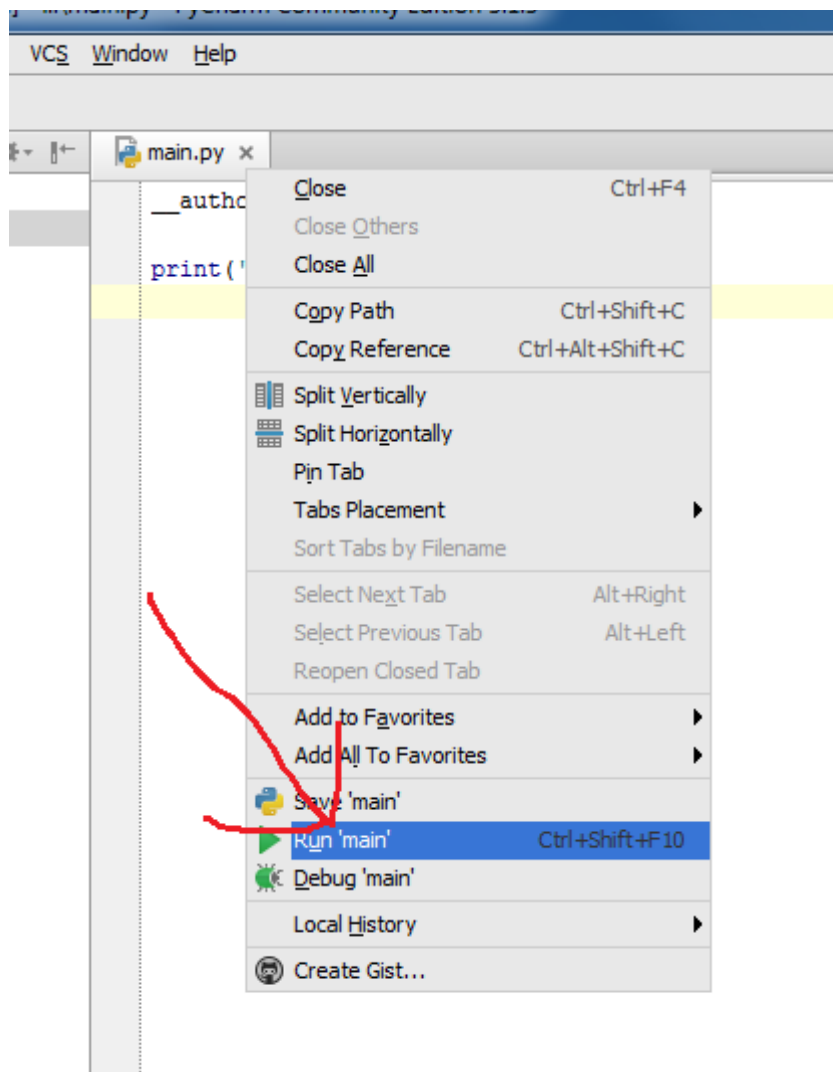 VCS Window Help
main.py
__autho
print('
Close Ctrl+F4
Close Others
Close All
Copy Path Ctrl+Shift+C
Copy Reference Ctrl+Alt+Shift+C
Split Vertically
Split Horizontally
Pin Tab
Tabs Placement
Sort Tabs by Filename
Select Next Tab Alt+Right
Select Previous Tab Alt+Left
Reopen Closed Tab
Add to Favorites
Add All To Favorites
Save 'main'
Run 'main' Ctrl+Shift+F10
Debug 'main'
Local History
Create Gist...